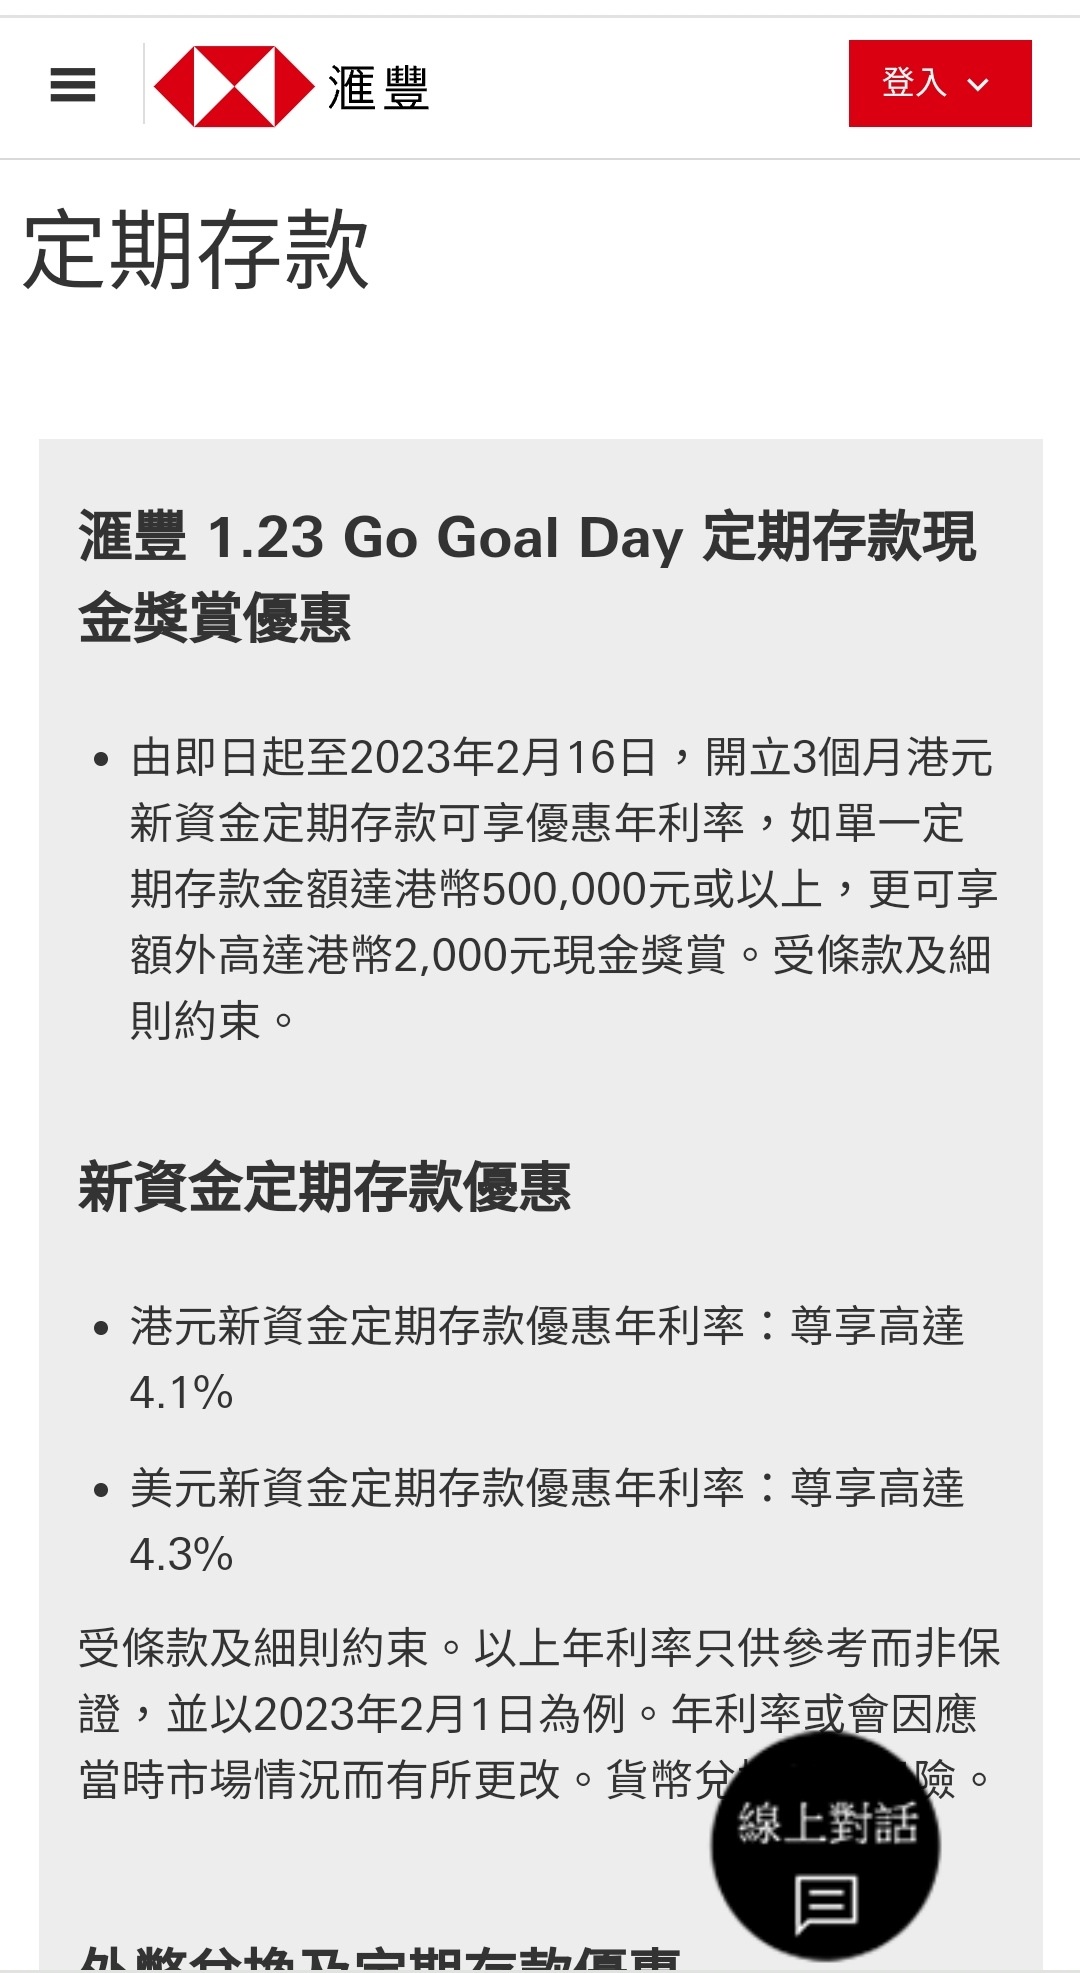 滙豐
登入
定期存款
滙豐 1.23 Go Goal Day 定期存款現
金獎賞優惠
• 由即日起至2023年2月16日，開立3個月港元
新資金定期存款可享優惠年利率，如單一定
期存款金額達港幣500,000元或以上，更可享
額外高達港幣2,000元現金獎賞。受條款及細
則約束。
新資金定期存款優惠
• 港元新資金定期存款優惠年利率：尊享高達
4.1%
• 美元新資金定期存款優惠年利率：尊享高達
4.3%
受條款及細則約束。以上年利率只供參考而非保
證，並以2023年2月1日為例。年利率或會因應
當時市場情況而有所更改。貨幣兌 險。
線上對話
外幣兌換及定期存款優惠